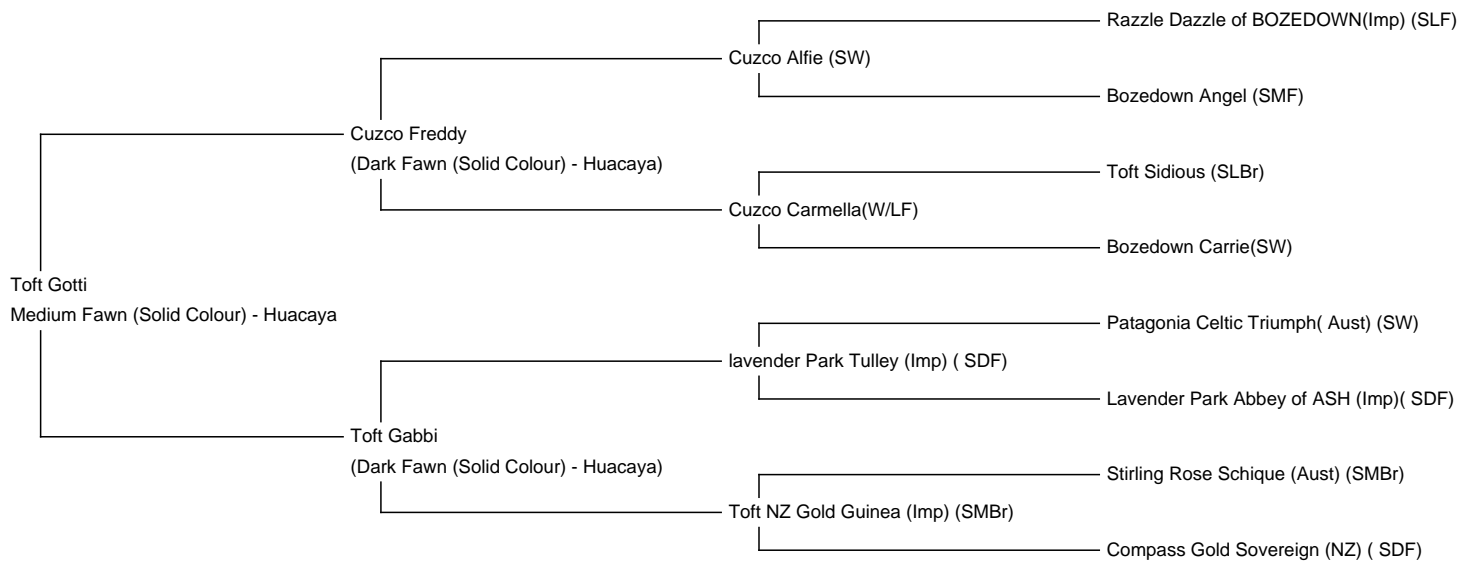 Razzle Dazzle of BOZEDOWN(Imp) (SLF)
Cuzco Alfie (SW)
Bozedown Angel (SMF)
Cuzco Freddy
(Dark Fawn (Solid Colour) - Huacaya)
Toft Sidious (SLBr)
Cuzco Carmella(W/LF)
Bozedown Carrie(SW)
Toft Gotti
Medium Fawn (Solid Colour) - Huacaya
Patagonia Celtic Triumph( Aust) (SW)
lavender Park Tulley (Imp) ( SDF)
Lavender Park Abbey of ASH (Imp)( SDF)
Toft Gabbi
(Dark Fawn (Solid Colour) - Huacaya)
Stirling Rose Schique (Aust) (SMBr)
Toft NZ Gold Guinea (Imp) (SMBr)
Compass Gold Sovereign (NZ) ( SDF)